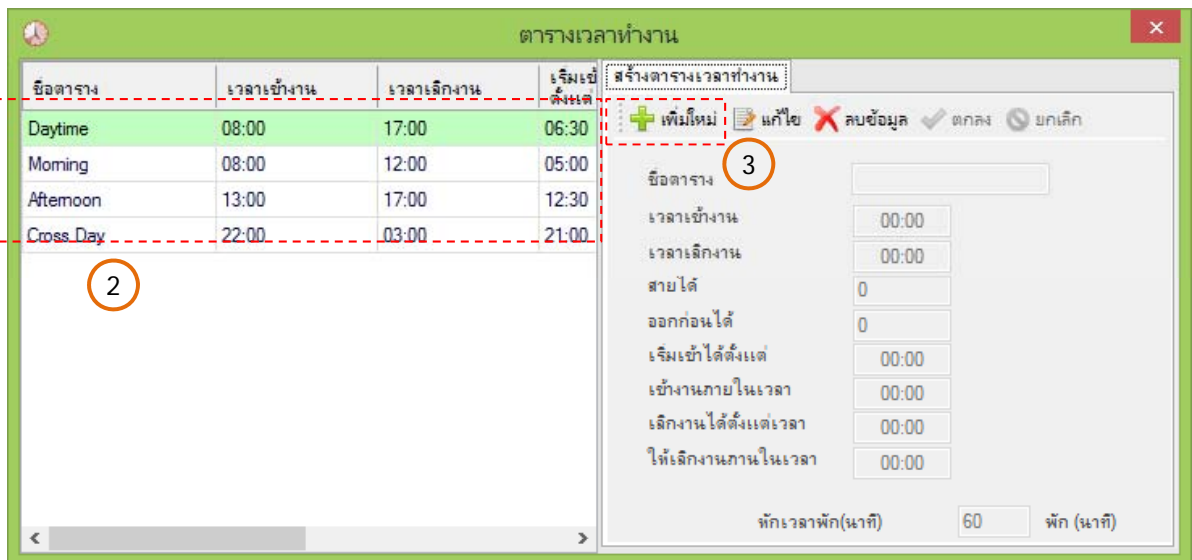 ตารางเวลาทำงาน
ชื่อตาราง เวลาเข้างาน เวลาเลิกงาน เริ่มเข้
ตั้งแต่
Daytime 08:00 17:00 06:30
Morning 08:00 12:00 05:00
Afternoon 13:00 17:00 12:30
Cross Day 22:00 03:00 21:00
2
สร้างตารางเวลาทำงาน
เพิ่มใหม่ แก้ไข ลบข้อมูล ตกลง ยกเลิก
3
ชื่อตาราง
เวลาเข้างาน 00:00
เวลาเลิกงาน 00:00
สายได้ 0
ออกก่อนได้ 0
เริ่มเข้าได้ตั้งแต่ 00:00
เข้างานภายในเวลา 00:00
เลิกงานได้ตั้งแต่เวลา 00:00
ให้เลิกงานภานในเวลา 00:00
พักเวลาพัก(นาที) 60 พัก (นาที)